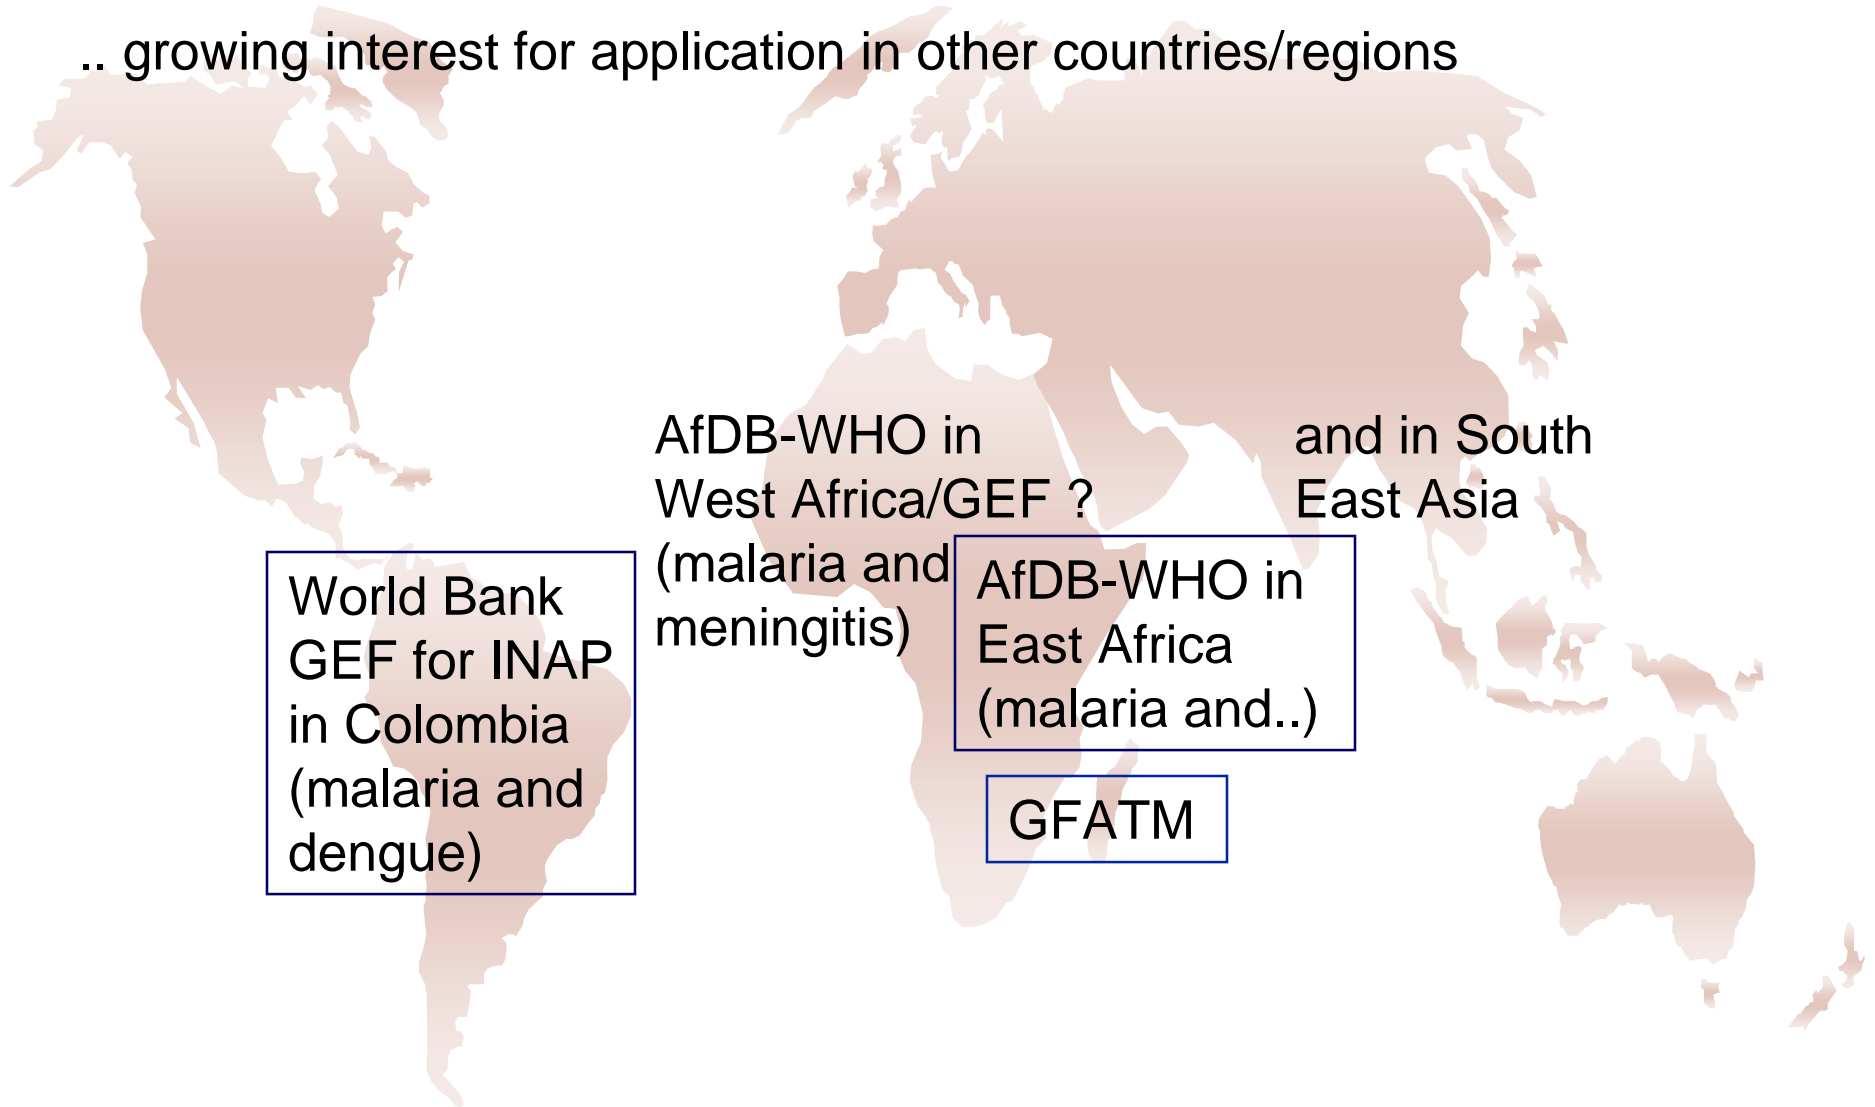 .. growing interest for application in other countries/regions
AfDB-WHO in
West Africa/GEF ?
(malaria and
meningitis)
and in South
East Asia
World Bank
GEF for INAP
in Colombia
(malaria and
dengue)
AfDB-WHO in
East Africa
(malaria and..)
GFATM